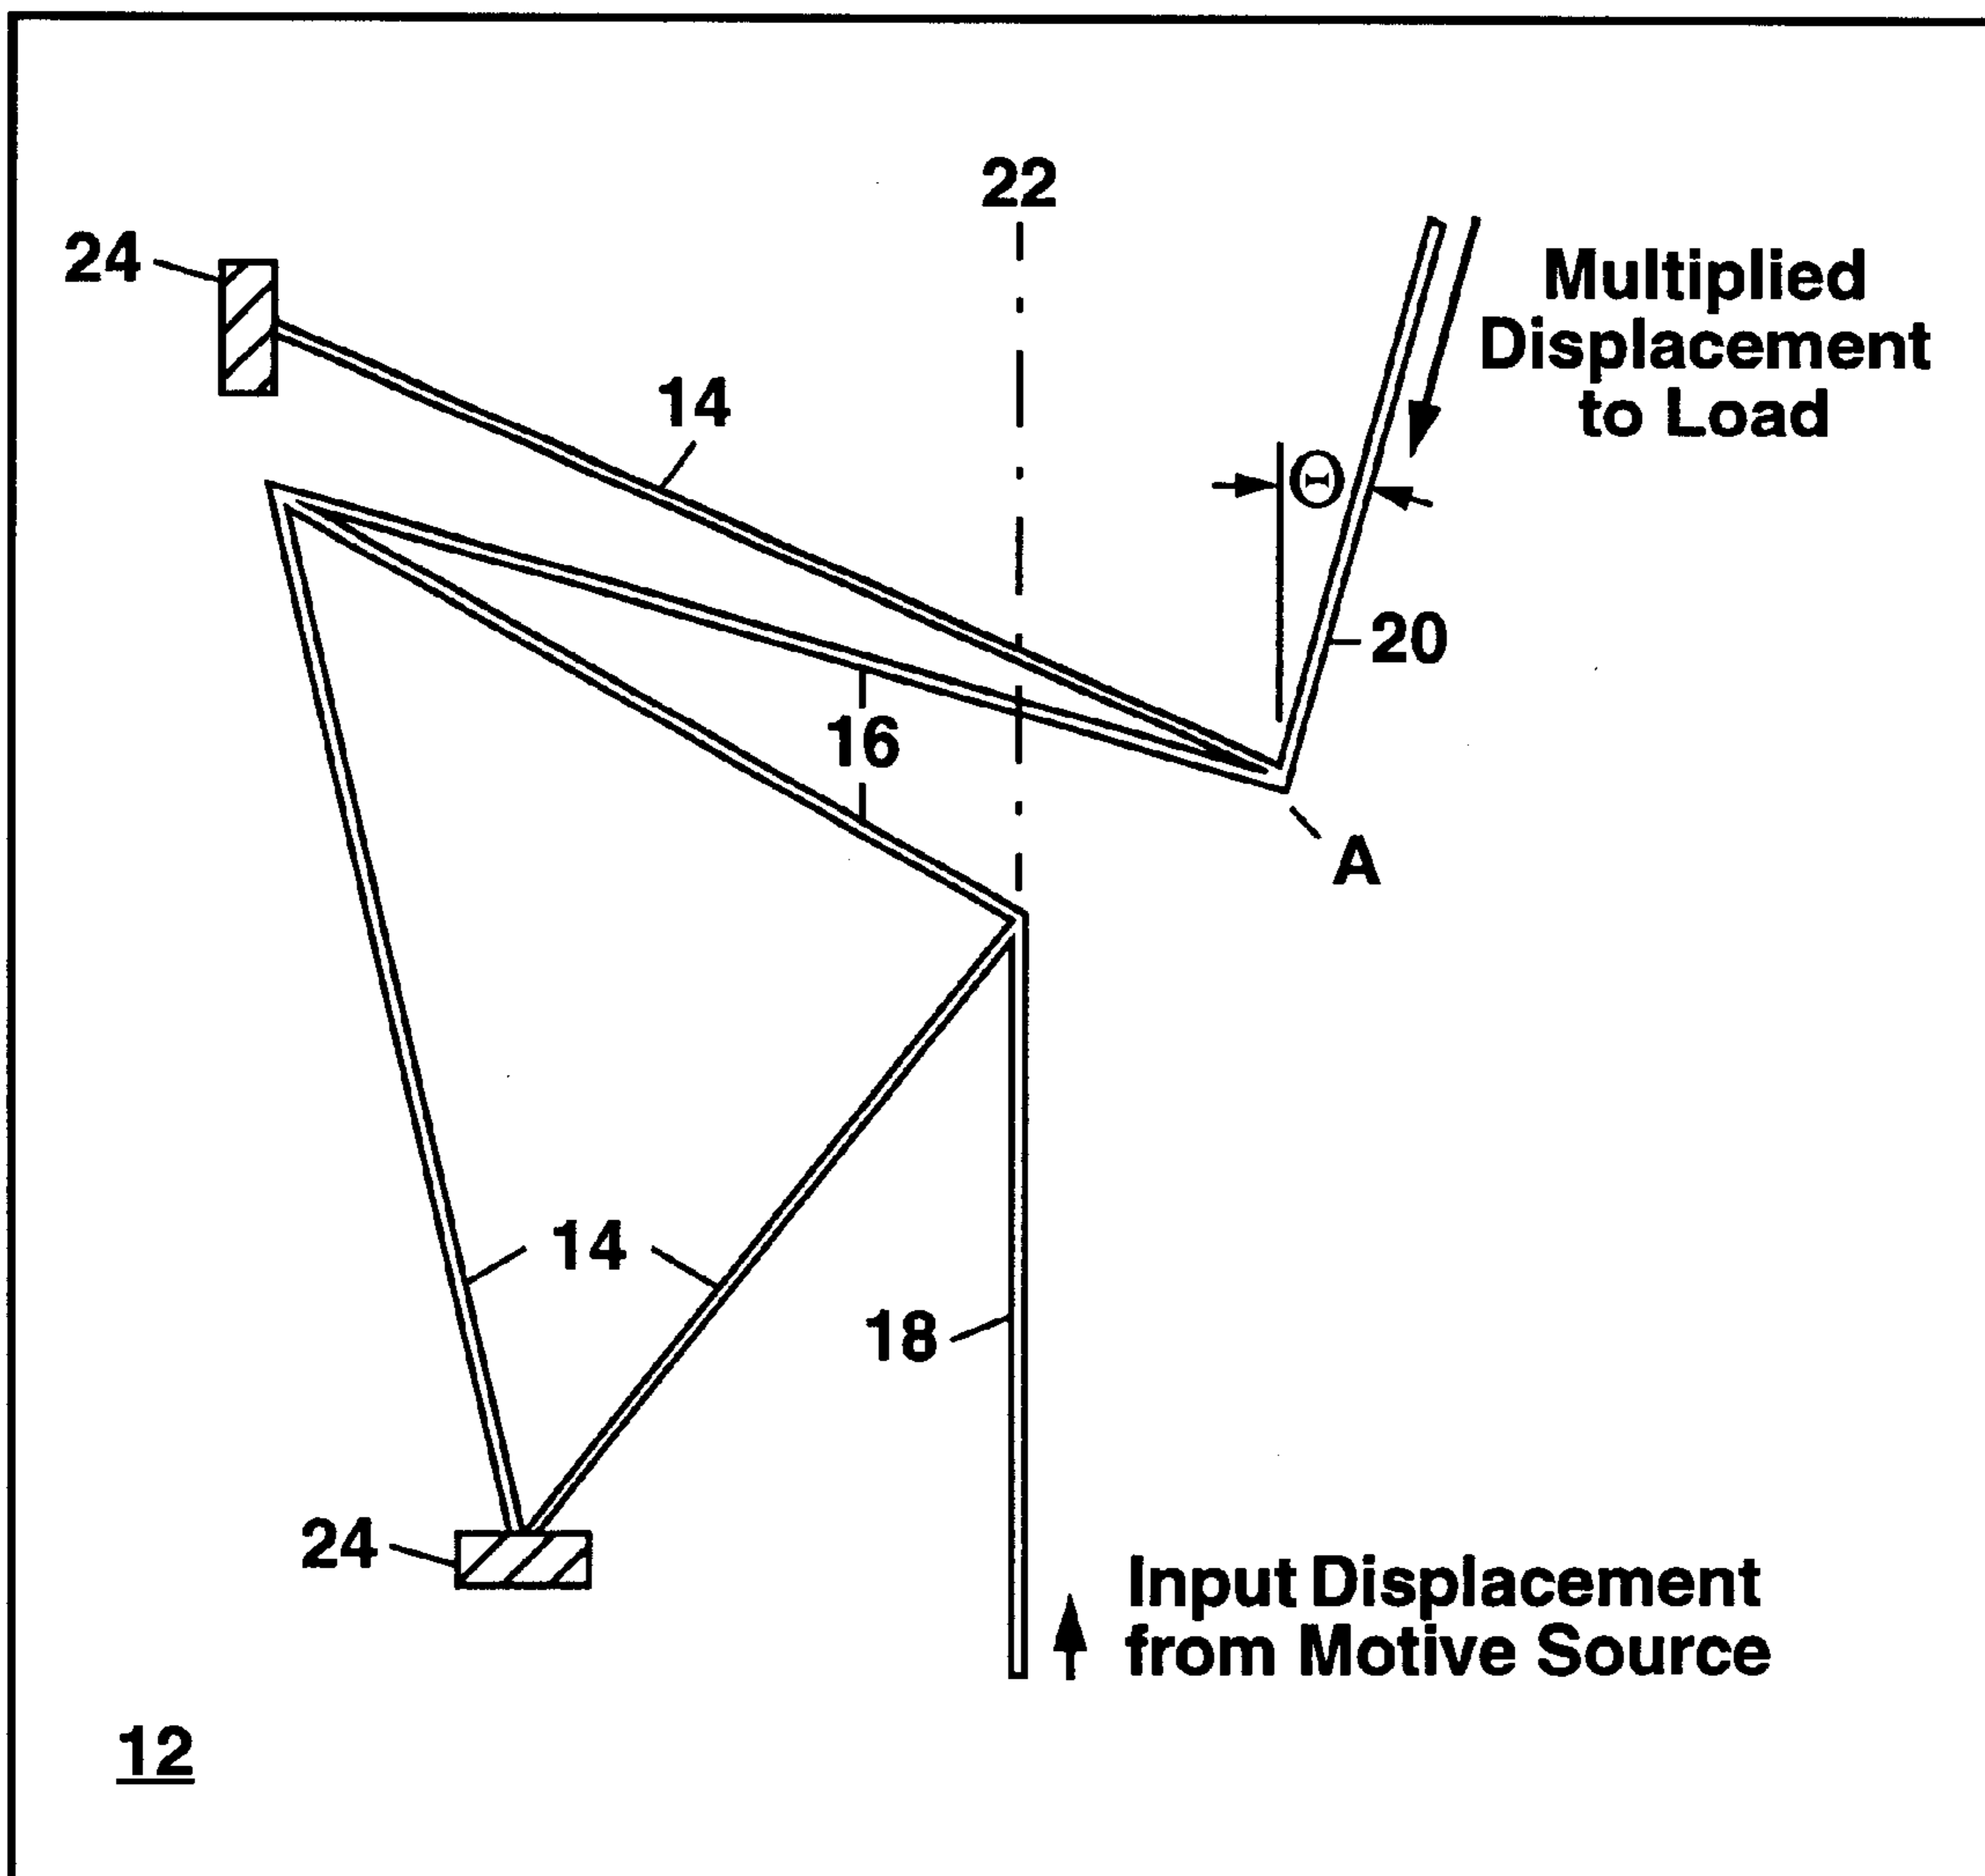 22
24
Multiplied
Displacement
to Load
14
Θ
20
16
A
14
18
24
Input Displacement
from Motive Source
12